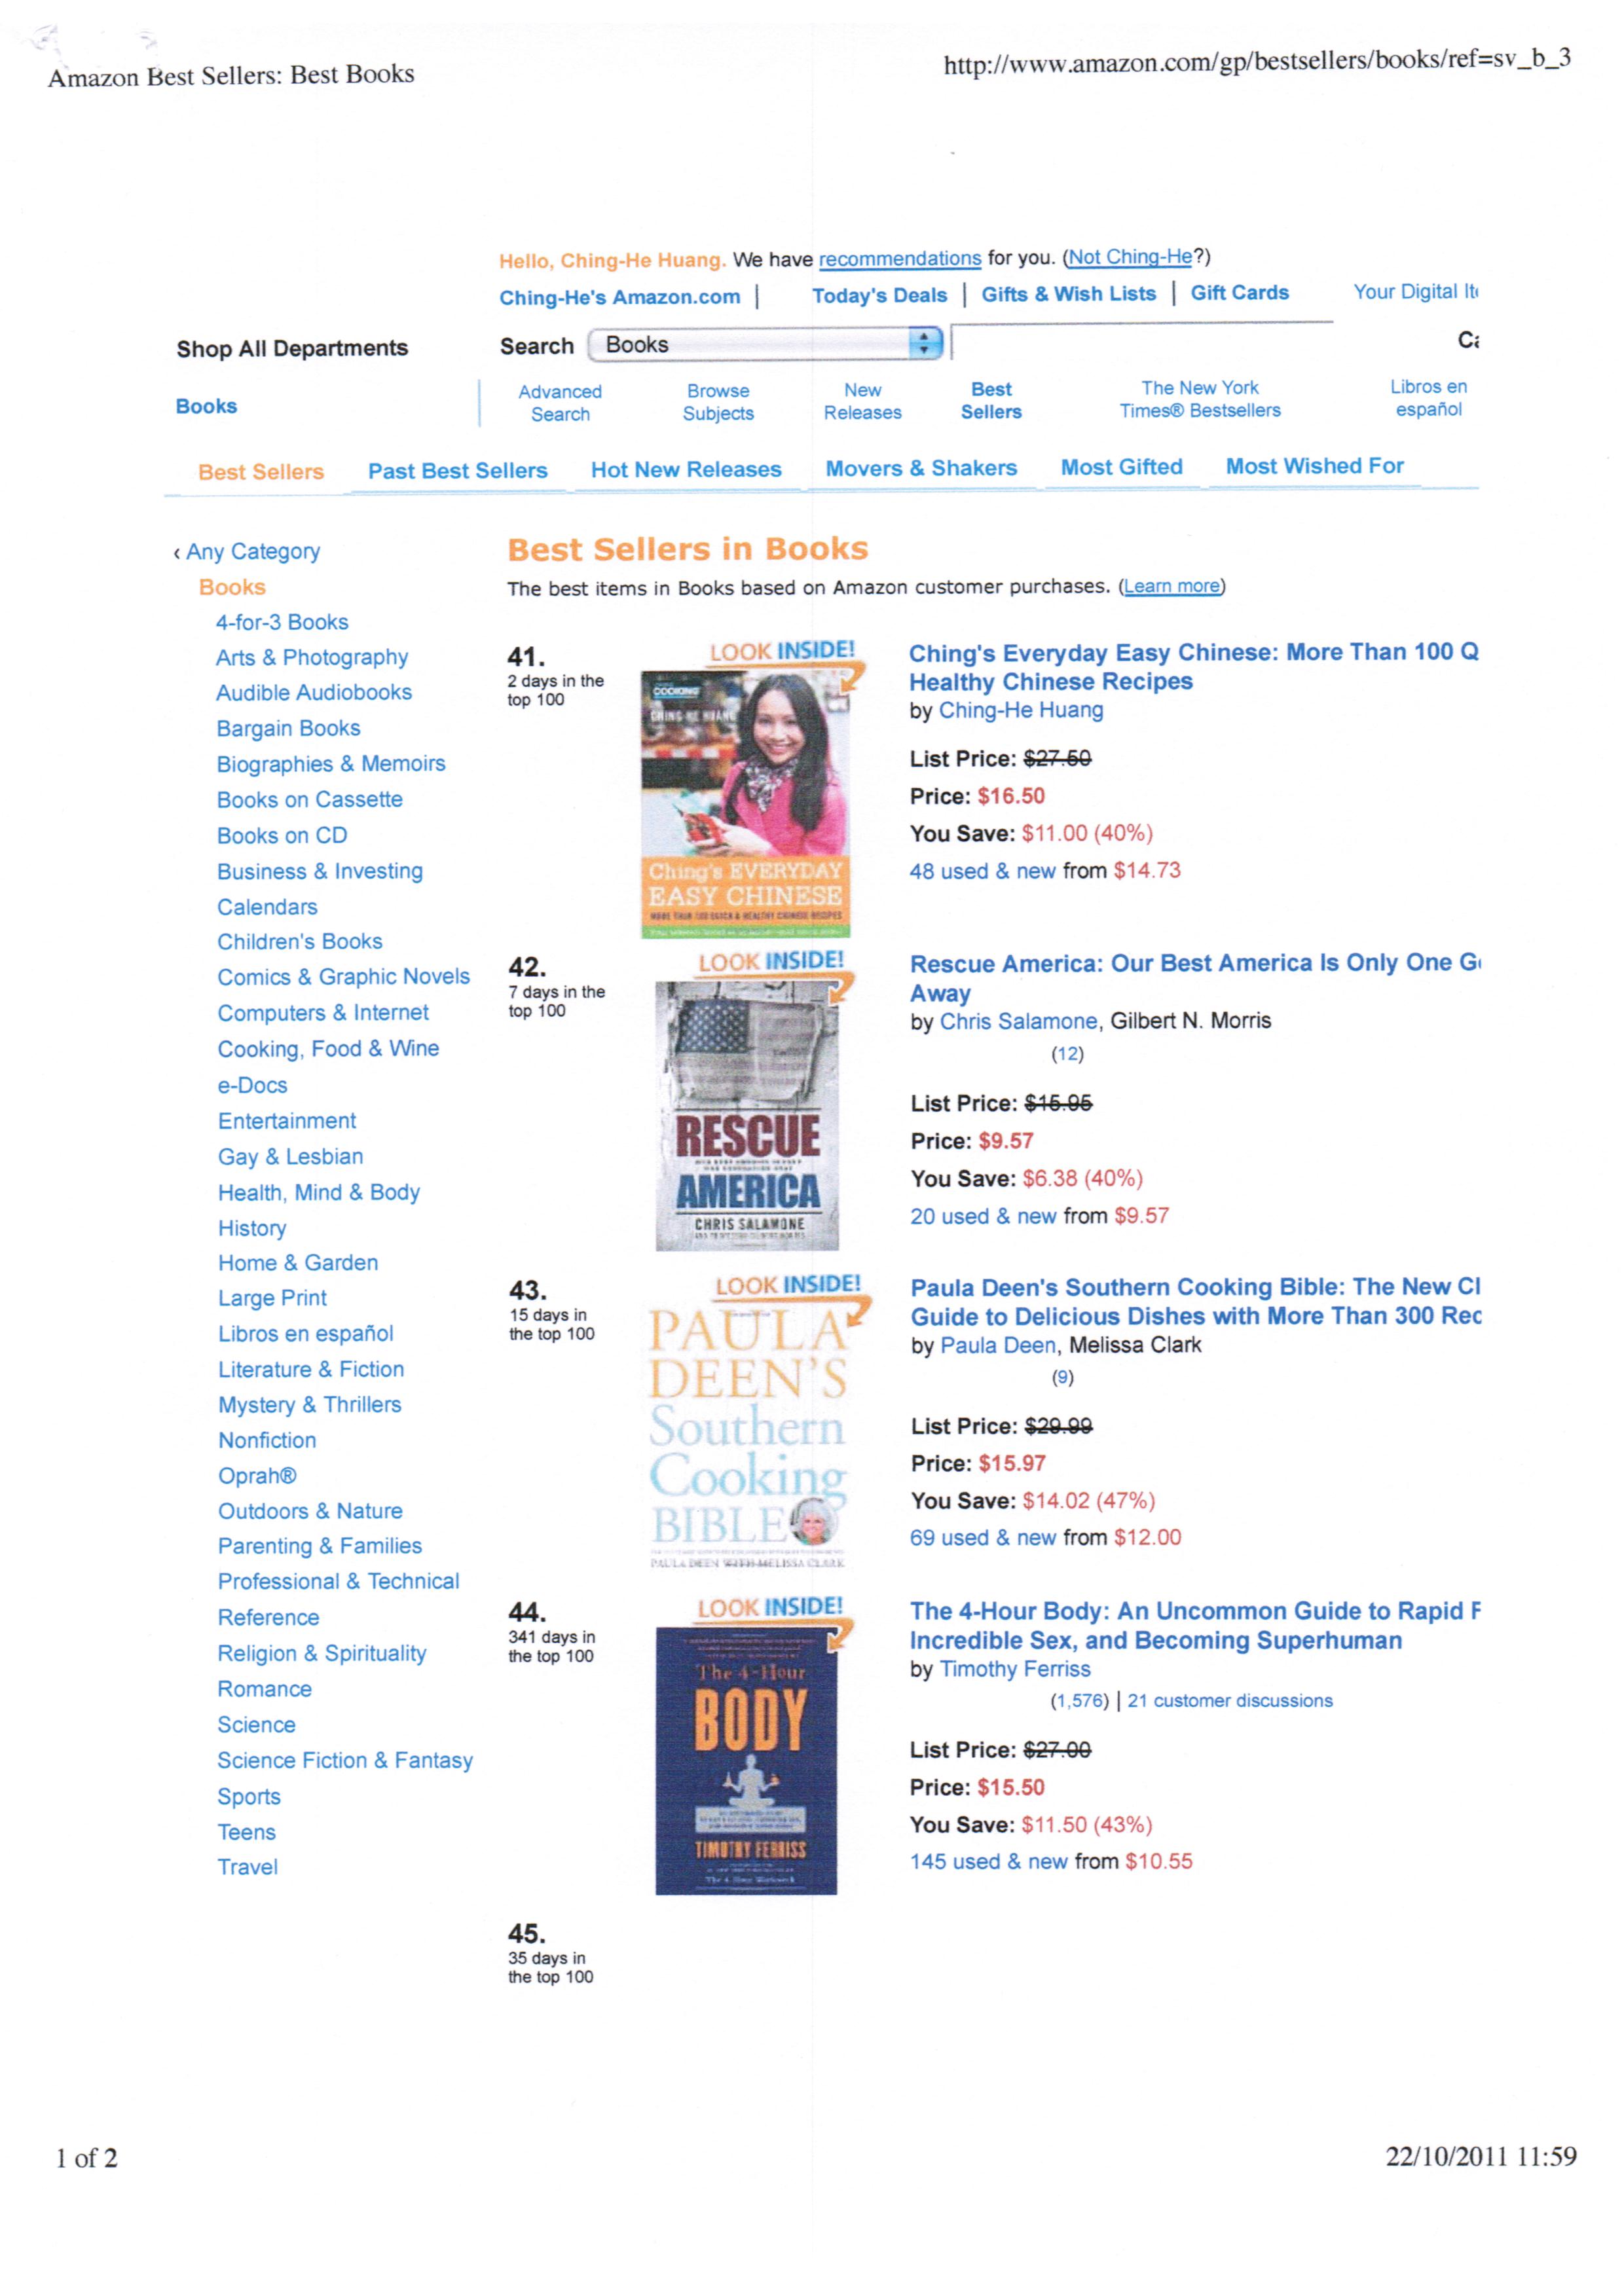 Amazon Best Sellers: Best Books
http://www.amazon.com/gp/bestsellers/books/ref=sv_b_3
Hello, Ching-He Huang. We have recommendations for you. (Not Ching-He?)
Ching-He's Amazon.com | Today's Deals | Gifts & Wish Lists | Gift Cards Your Digital Ite
Shop All Departments
Search Books
Ca
Books
Advanced Search
Browse Subjects
New Releases
Best Sellers
The New York Times® Bestsellers
Libros en español
Best Sellers Past Best Sellers Hot New Releases Movers & Shakers Most Gifted Most Wished For
‹ Any Category
Books
4-for-3 Books
Arts & Photography
Audible Audiobooks
Bargain Books
Biographies & Memoirs
Books on Cassette
Books on CD
Business & Investing
Calendars
Children's Books
Comics & Graphic Novels
Computers & Internet
Cooking, Food & Wine
e-Docs
Entertainment
Gay & Lesbian
Health, Mind & Body
History
Home & Garden
Large Print
Libros en español
Literature & Fiction
Mystery & Thrillers
Nonfiction
Oprah®
Outdoors & Nature
Parenting & Families
Professional & Technical
Reference
Religion & Spirituality
Romance
Science
Science Fiction & Fantasy
Sports
Teens
Travel
Best Sellers in Books
The best items in Books based on Amazon customer purchases. (Learn more)
41.
2 days in the
top 100
LOOK INSIDE!
COOKING
CHING-HE HUANG
Ching's EVERYDAY
EASY CHINESE
MORE THAN 100 QUICK & HEALTHY CHINESE RECIPES
Ching's Everyday Easy Chinese: More Than 100 Q
Healthy Chinese Recipes
by Ching-He Huang
List Price: $27.50
Price: $16.50
You Save: $11.00 (40%)
48 used & new from $14.73
42.
7 days in the
top 100
LOOK INSIDE!
RESCUE
AMERICA
CHRIS SALAMONE
Rescue America: Our Best America Is Only One G
Away
by Chris Salamone, Gilbert N. Morris
(12)
List Price: $15.95
Price: $9.57
You Save: $6.38 (40%)
20 used & new from $9.57
43.
15 days in
the top 100
LOOK INSIDE!
PAULA
DEEN'S
Southern
Cooking
BIBLE
PAULA DEEN WITH MELISSA CLARK
Paula Deen's Southern Cooking Bible: The New Cl
Guide to Delicious Dishes with More Than 300 Rec
by Paula Deen, Melissa Clark
(9)
List Price: $29.99
Price: $15.97
You Save: $14.02 (47%)
69 used & new from $12.00
44.
341 days in
the top 100
LOOK INSIDE!
The 4-Hour
BODY
TIMOTHY FERRISS
The 4-Hour Workweek
The 4-Hour Body: An Uncommon Guide to Rapid F
Incredible Sex, and Becoming Superhuman
by Timothy Ferriss
(1,576) | 21 customer discussions
List Price: $27.00
Price: $15.50
You Save: $11.50 (43%)
145 used & new from $10.55
45.
35 days in
the top 100
1 of 2
22/10/2011 11:59